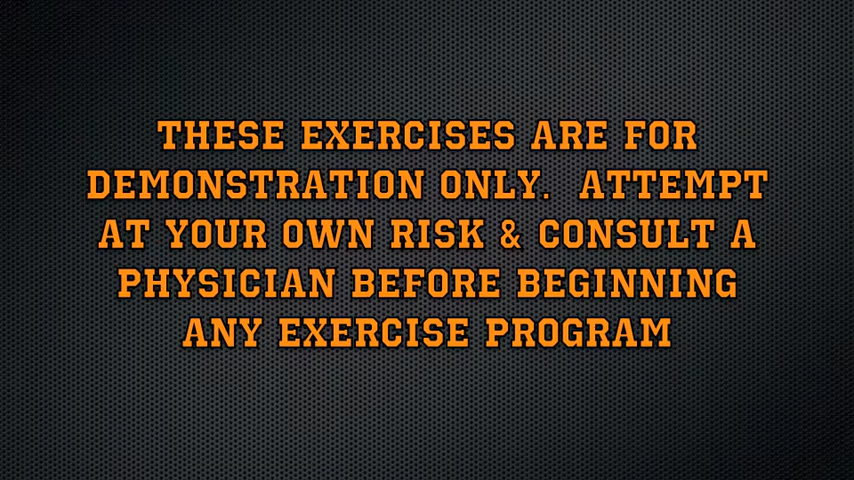 THESE EXERCISES ARE FOR
DEMONSTRATION ONLY.  ATTEMPT
AT YOUR OWN RISK & CONSULT A
PHYSICIAN BEFORE BEGINNING
ANY EXERCISE PROGRAM